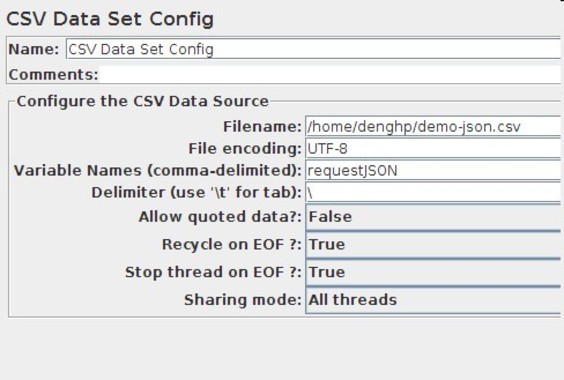 CSV Data Set Config
Name: CSV Data Set Config
Comments:
Configure the CSV Data Source
Filename: /home/denghp/demo-json.csv
File encoding: UTF-8
Variable Names (comma-delimited): requestJSON
Delimiter (use '\t' for tab): \
Allow quoted data?: False
Recycle on EOF ?: True
Stop thread on EOF ?: True
Sharing mode: All threads